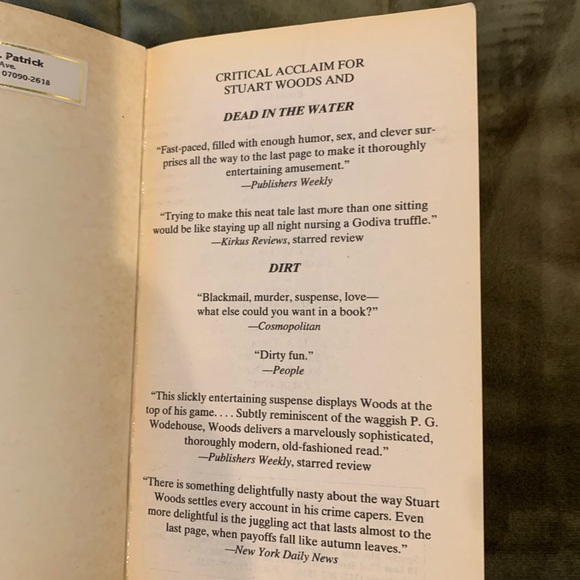 . Patrick
Ave.
07090-2618
CRITICAL ACCLAIM FOR
STUART WOODS AND
DEAD IN THE WATER
“Fast-paced, filled with enough humor, sex, and clever sur-
prises all the way to the last page to make it thoroughly
entertaining amusement.”
—Publishers Weekly
“Trying to make this neat tale last more than one sitting
would be like staying up all night nursing a Godiva truffle.”
—Kirkus Reviews, starred review
DIRT
“Blackmail, murder, suspense, love—
what else could you want in a book?”
—Cosmopolitan
“Dirty fun.”
—People
“This slickly entertaining suspense displays Woods at the
top of his game. . . . Subtly reminiscent of the waggish P. G.
Wodehouse, Woods delivers a marvelously sophisticated,
thoroughly modern, old-fashioned read.”
—Publishers Weekly, starred review
“There is something delightfully nasty about the way Stuart
Woods settles every account in his crime capers. Even
more delightful is the juggling act that lasts almost to the
last page, when payoffs fall like autumn leaves.”
—New York Daily News